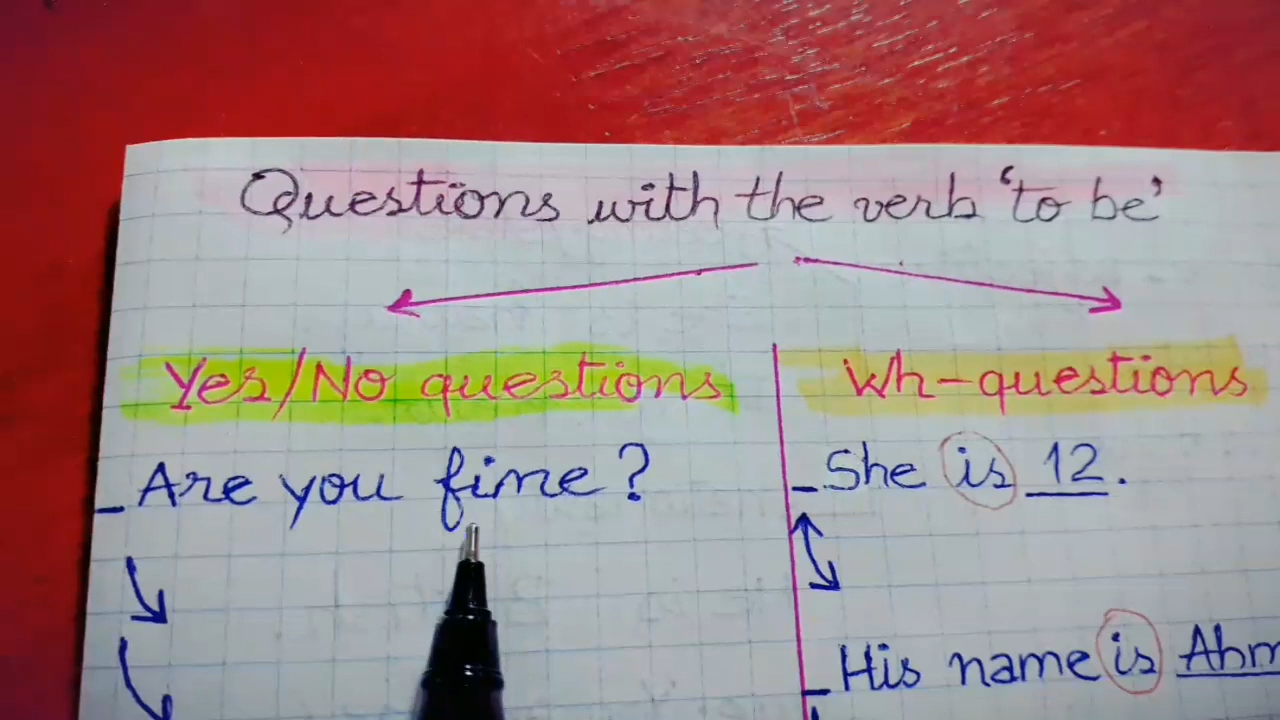 Questions with the verb 'to be'
Yes/No questions
_ Are you fine?
Wh-questions
_ She is 12.
_ His name is